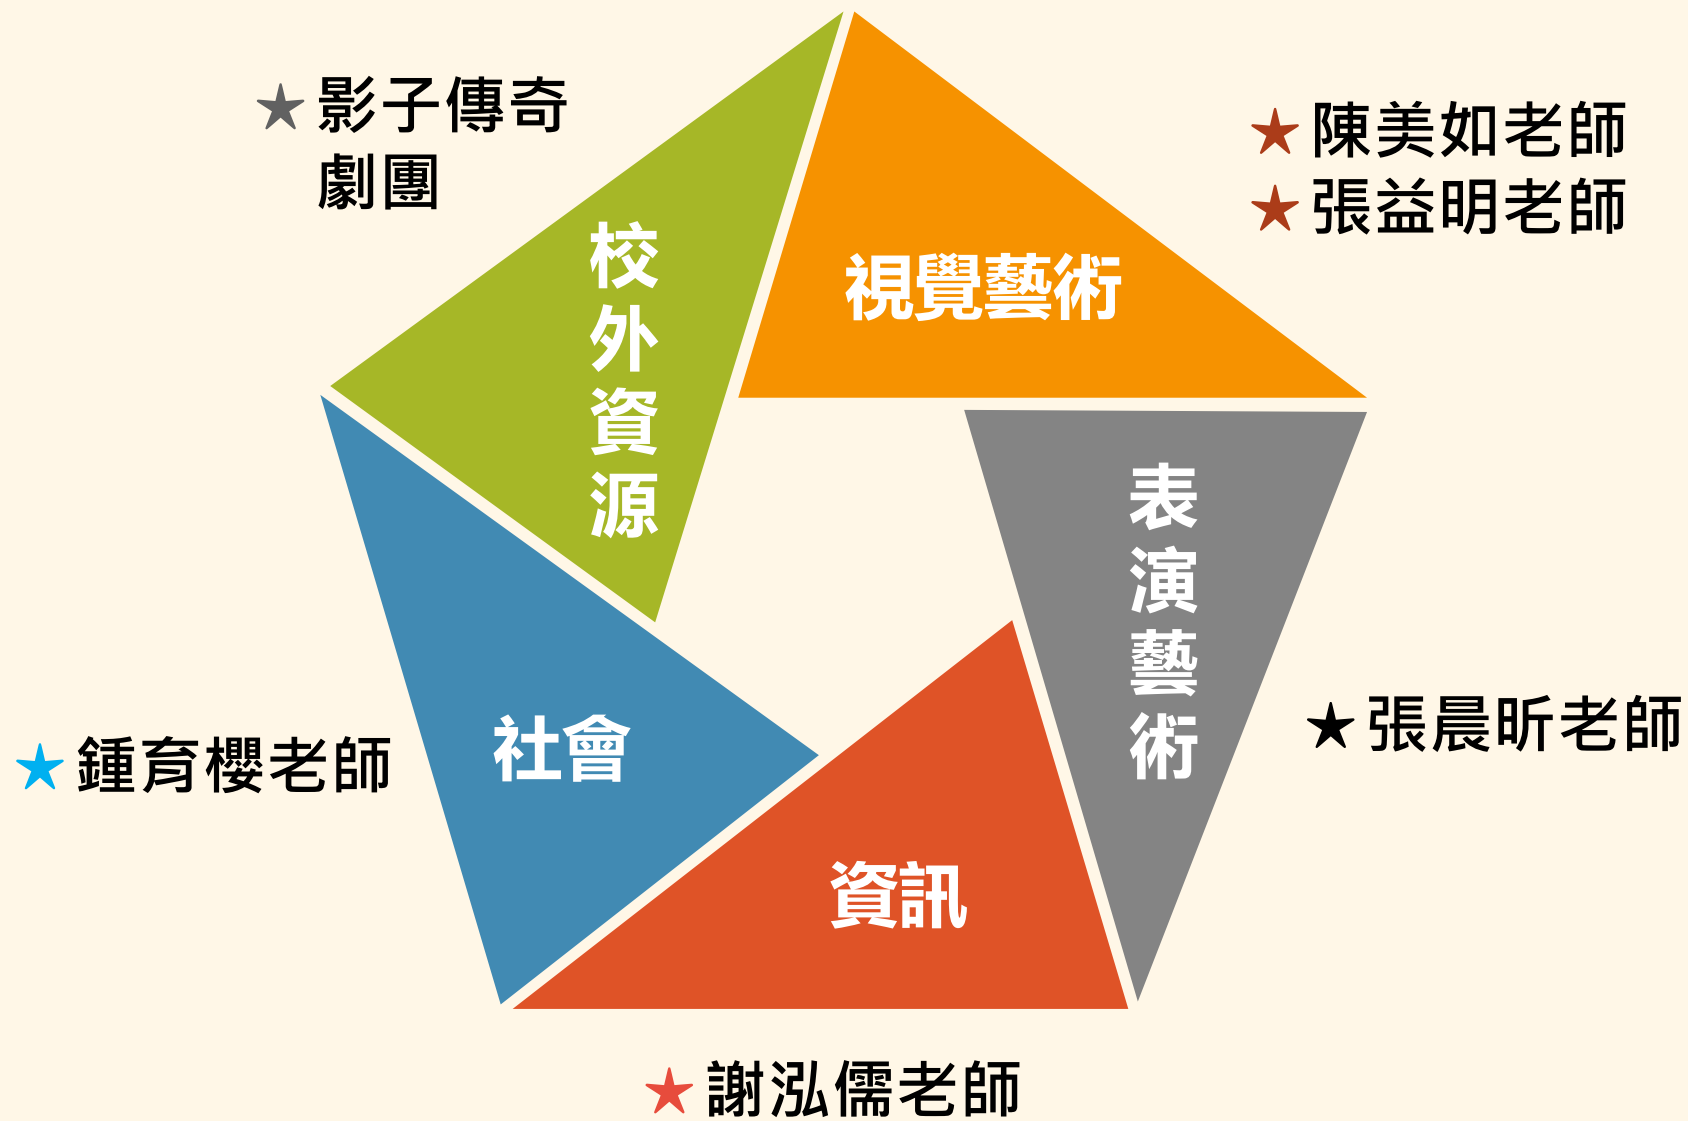 影子傳奇
劇團
陳美如老師
張益明老師
校外資源
視覺藝術
表演藝術
張晨昕老師
社會
鍾育櫻老師
資訊
謝泓儒老師